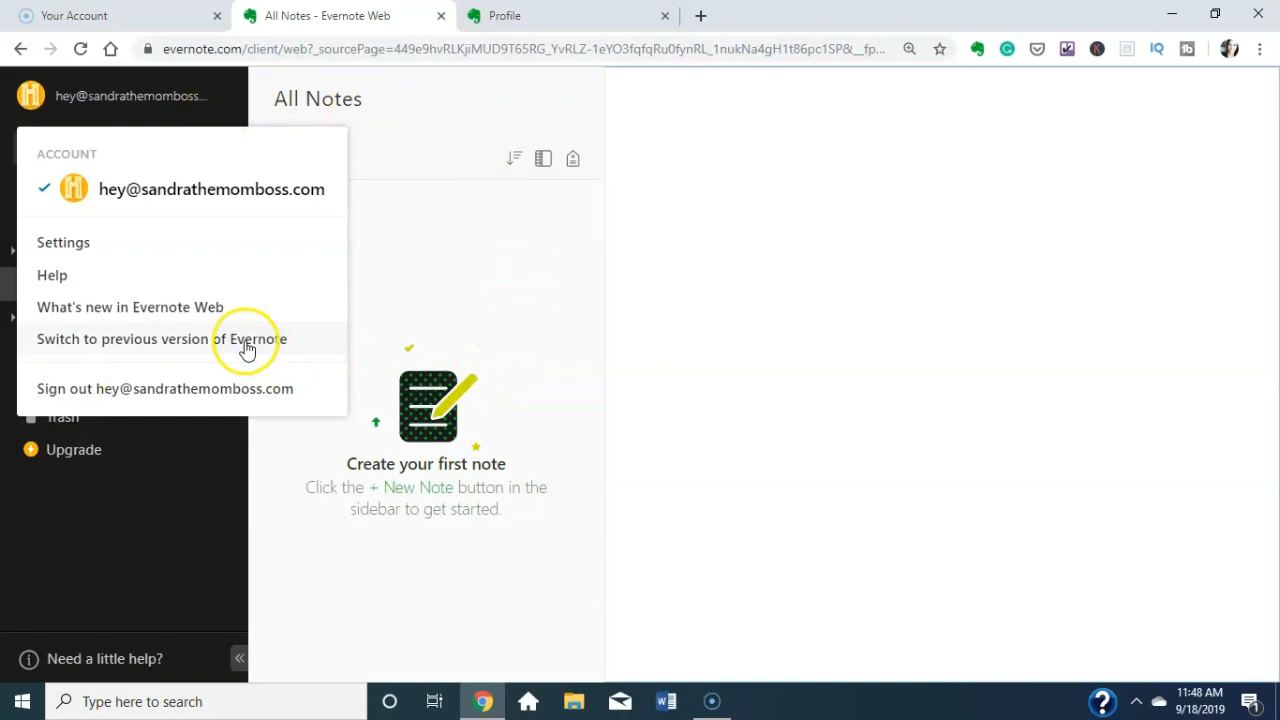 Your Account
All Notes - Evernote Web
Profile
evernote.com/client/web?_sourcePage=449e9hvRLKjiMUD9T65RG_YvRLZ-1eYO3fqfqRu0fynRL_1nukNa4gH1t86pc1SP&__fp...
hey@sandrathemomboss...
All Notes
ACCOUNT
hey@sandrathemomboss.com
Settings
Help
What's new in Evernote Web
Switch to previous version of Evernote
Sign out hey@sandrathemomboss.com
Trash
Upgrade
Create your first note
Click the + New Note button in the
sidebar to get started.
Need a little help?
Type here to search
11:48 AM
9/18/2019